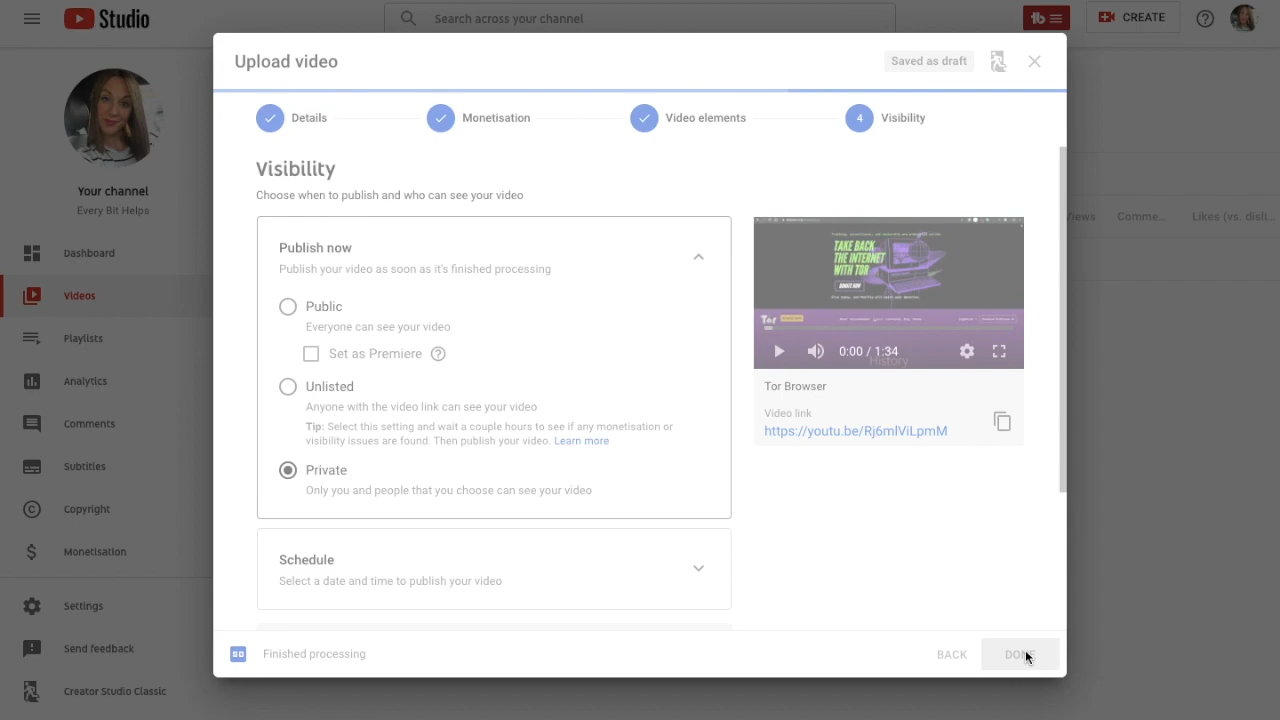 Studio
Search across your channel
tb
CREATE
Upload video
Saved as draft
Details
Monetisation
Video elements
4
Visibility
Your channel
Every Bit Helps
Dashboard
Videos
Playlists
Analytics
Comments
Subtitles
Copyright
Monetisation
Settings
Send feedback
Creator Studio Classic
Visibility
Choose when to publish and who can see your video
Publish now
Publish your video as soon as it's finished processing
Public
Everyone can see your video
Set as Premiere
Unlisted
Anyone with the video link can see your video
Tip: Select this setting and wait a couple hours to see if any monetisation or
visibility issues are found. Then publish your video. Learn more
Private
Only you and people that you choose can see your video
Schedule
Select a date and time to publish your video
TAKE BACK
THE INTERNET
WITH TOR
DONATE NOW
Tor
0:00 / 1:34
History
Tor Browser
Video link
https://youtu.be/Rj6mlViLpmM
Views
Comme...
Likes (vs. disli...
Finished processing
BACK
DONE